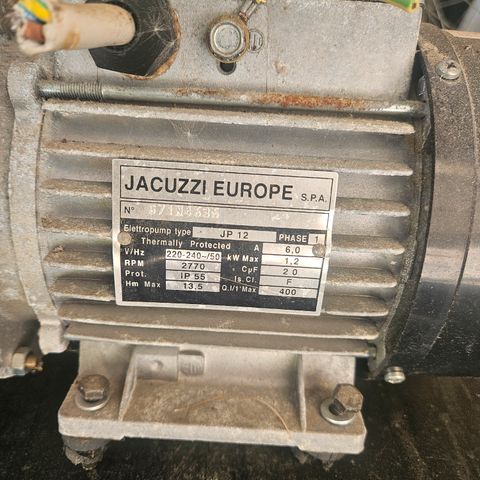 JACUZZI EUROPE S.P.A.
N°
Elettropump type JP 12 PHASE 1
Thermally Protected A 6,0
V/Hz 220-240~/50 kW Max 1,2
RPM 2770 CµF 20
Prot. IP 55 Is.Cl. F
Hm Max 13,5 Q.l/1' Max 400